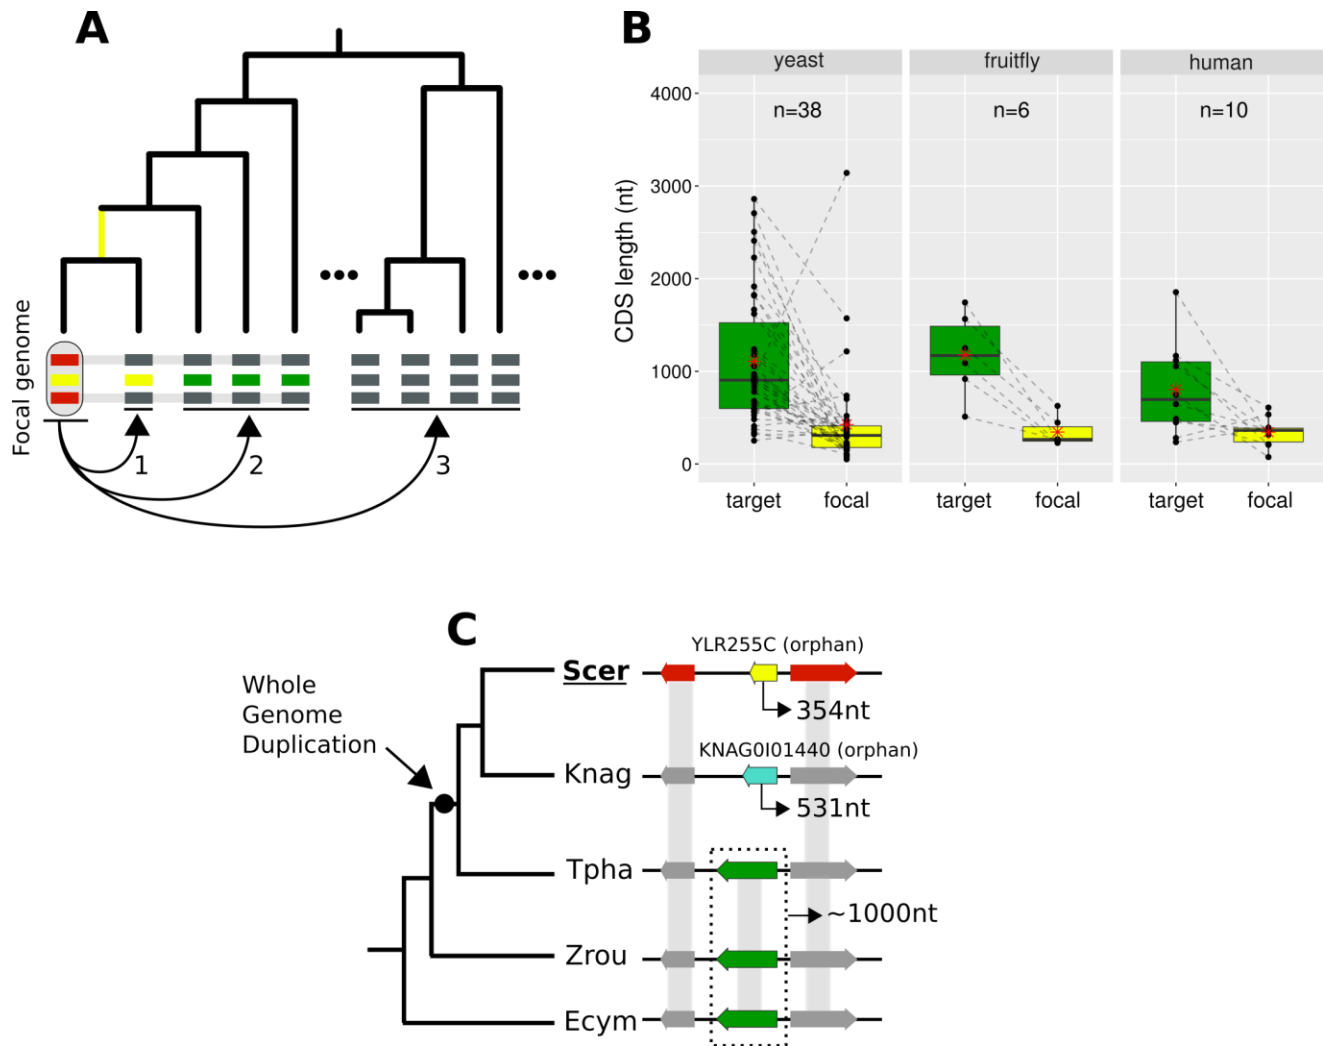 A
Focal genome
1
2
3
B
yeast
fruitfly
human
n=38
n=6
n=10
CDS length (nt)
4000
3000
2000
1000
0
target
focal
target
focal
target
focal
C
Whole
Genome
Duplication
YLR255C (orphan)
Scer
354nt
KNAG0I01440 (orphan)
Knag
531nt
Tpha
~1000nt
Zrou
Ecym